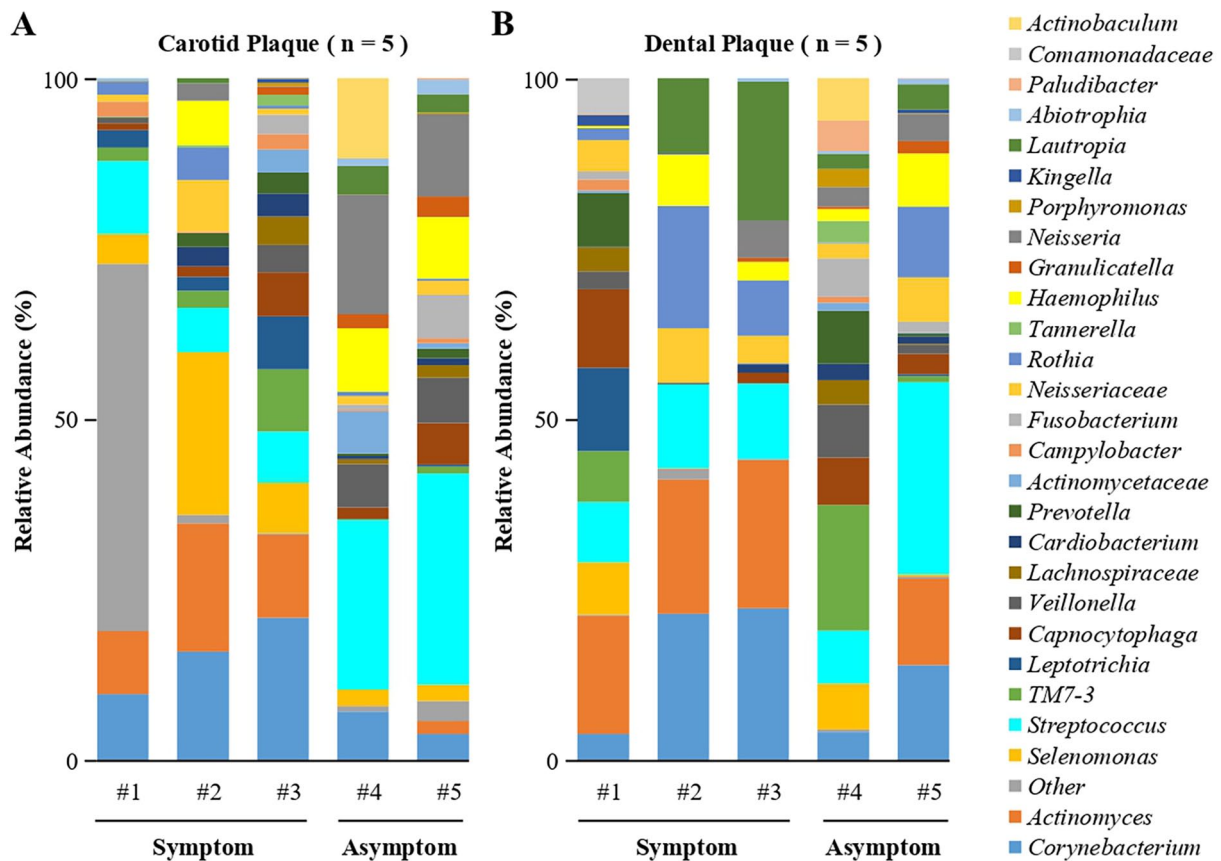 A
Carotid Plaque ( n = 5 )
Relative Abundance (%)
100
50
0
#1 #2 #3 #4 #5
Symptom Asymptom
B
Dental Plaque ( n = 5 )
Relative Abundance (%)
100
50
0
#1 #2 #3 #4 #5
Symptom Asymptom
Actinobaculum
Comamonadaceae
Paludibacter
Abiotrophia
Lautropia
Kingella
Porphyromonas
Neisseria
Granulicatella
Haemophilus
Tannerella
Rothia
Neisseriaceae
Fusobacterium
Campylobacter
Actinomycetaceae
Prevotella
Cardiobacterium
Lachnospiraceae
Veillonella
Capnocytophaga
Leptotrichia
TM7-3
Streptococcus
Selenomonas
Other
Actinomyces
Corynebacterium